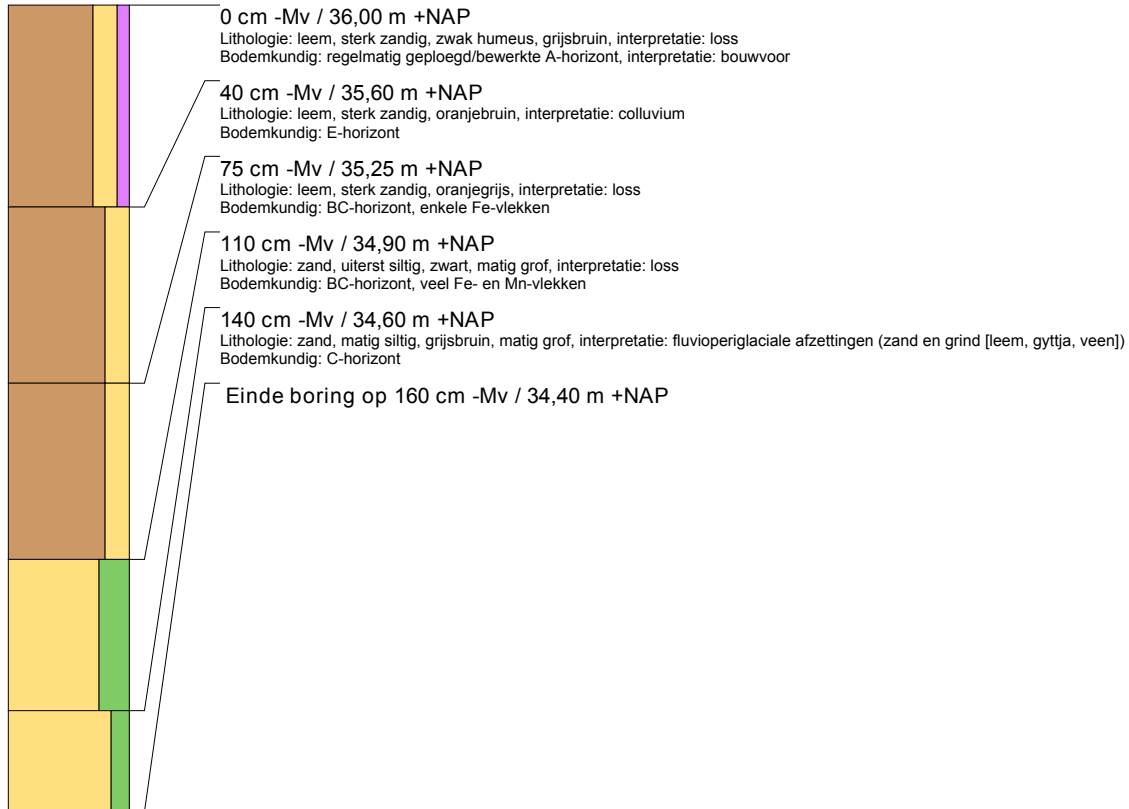 0 cm -Mv / 36,00 m +NAP
Lithologie: leem, sterk zandig, zwak humeus, grijsbruin, interpretatie: loss
Bodemkundig: regelmatig geploegd/bewerkte A-horizont, interpretatie: bouwvoor
40 cm -Mv / 35,60 m +NAP
Lithologie: leem, sterk zandig, oranjebruin, interpretatie: colluvium
Bodemkundig: E-horizont
75 cm -Mv / 35,25 m +NAP
Lithologie: leem, sterk zandig, oranjegrijs, interpretatie: loss
Bodemkundig: BC-horizont, enkele Fe-vlekken
110 cm -Mv / 34,90 m +NAP
Lithologie: zand, uiterst siltig, zwart, matig grof, interpretatie: loss
Bodemkundig: BC-horizont, veel Fe- en Mn-vlekken
140 cm -Mv / 34,60 m +NAP
Lithologie: zand, matig siltig, grijsbruin, matig grof, interpretatie: fluvioperiglaciale afzettingen (zand en grind [leem, gyttja, veen])
Bodemkundig: C-horizont
Einde boring op 160 cm -Mv / 34,40 m +NAP